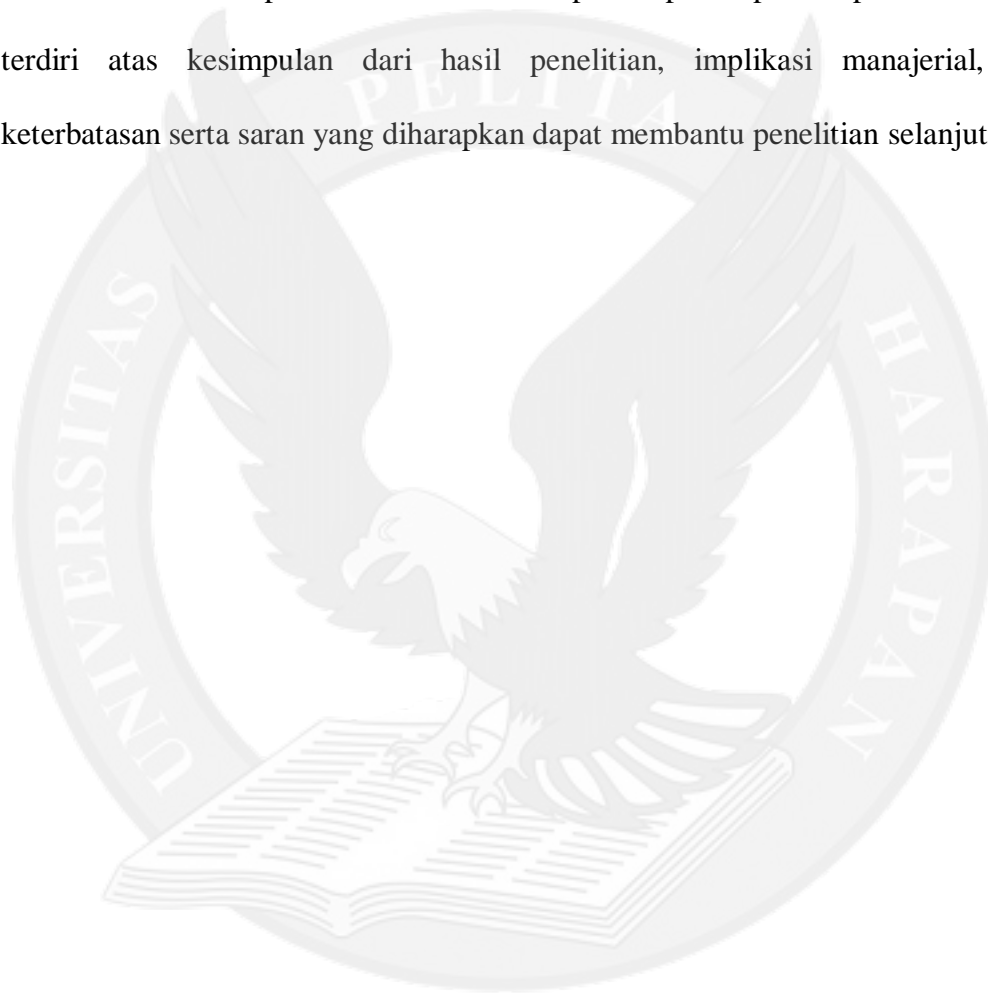 terdiri atas kesimpulan dari hasil penelitian, implikasi manajerial,
keterbatasan serta saran yang diharapkan dapat membantu penelitian selanjut
UNIVERSITAS PELITA HARAPAN